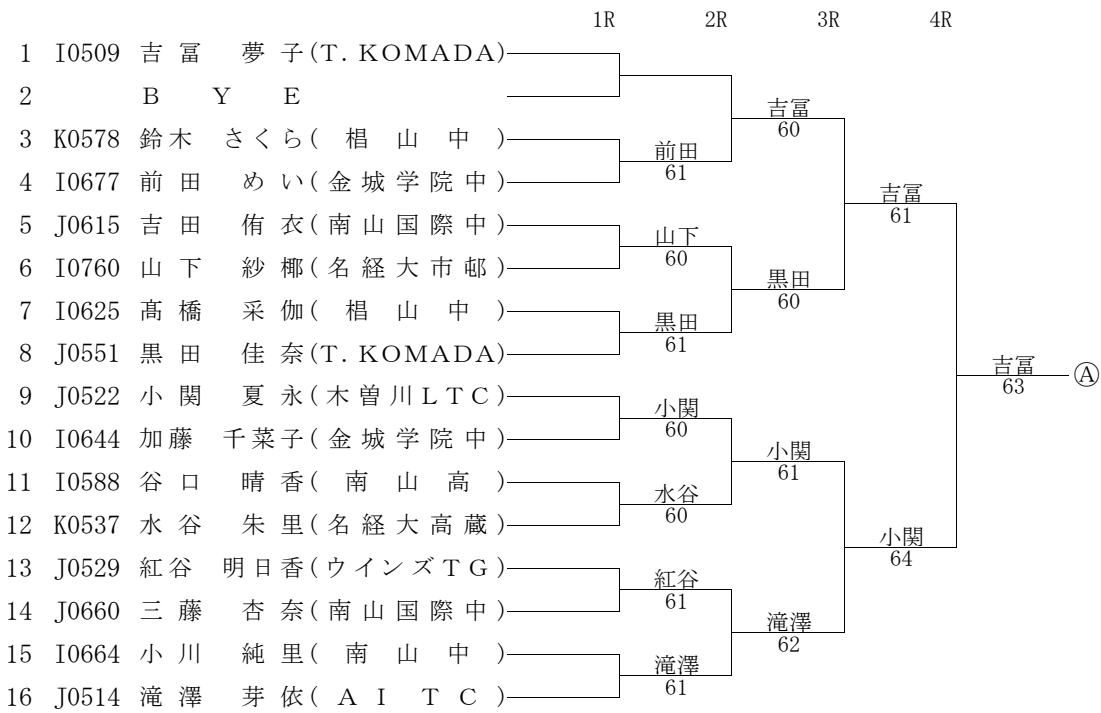 1R 2R 3R 4R
1 I0509 吉冨 夢子(T.KOMADA)
2 BYE
吉冨
60
3 K0578 鈴木 さくら(椙山中)
前田
61
4 I0677 前田 めい(金城学院中)
吉冨
61
5 J0615 吉田 侑衣(南山国際中)
山下
60
6 I0760 山下 紗椰(名経大市邨)
黒田
60
7 I0625 髙橋 采伽(椙山中)
黒田
61
8 J0551 黒田 佳奈(T.KOMADA)
吉冨
63
Ⓐ
9 J0522 小関 夏永(木曽川LTC)
小関
60
10 I0644 加藤 千菜子(金城学院中)
小関
61
11 I0588 谷口 晴香(南山高)
水谷
60
12 K0537 水谷 朱里(名経大高蔵)
小関
64
13 J0529 紅谷 明日香(ウインズTG)
紅谷
61
14 J0660 三藤 杏奈(南山国際中)
滝澤
62
15 I0664 小川 純里(南山中)
滝澤
61
16 J0514 滝澤 芽依(AI TC)